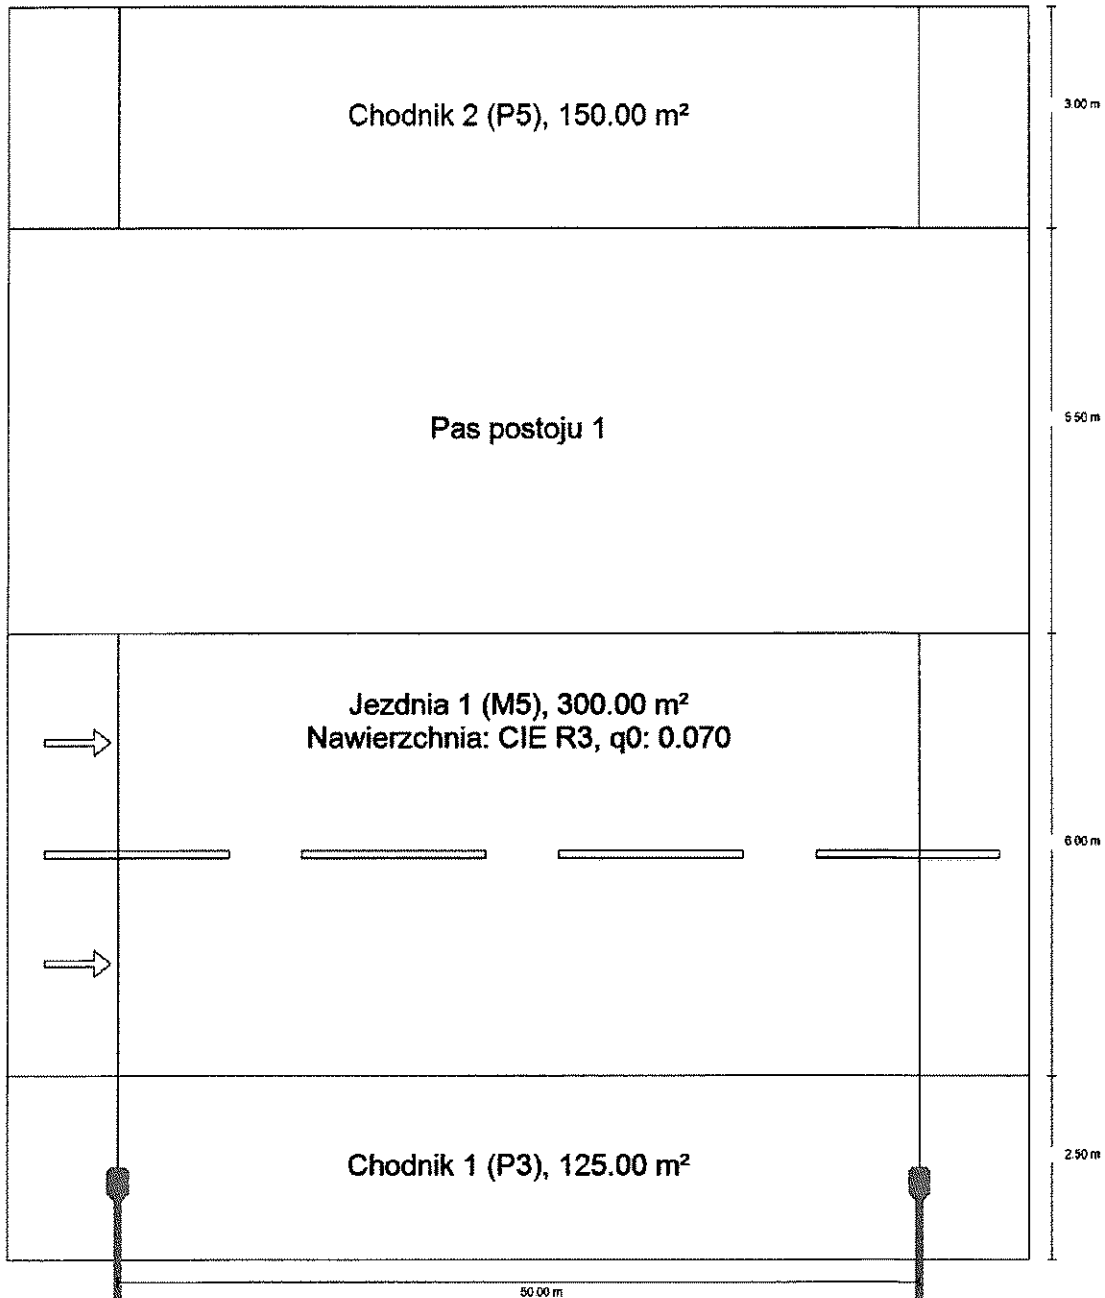 Chodnik 2 (P5), 150.00 m²
3.00 m
Pas postoju 1
5.50 m
Jezdnia 1 (M5), 300.00 m²
Nawierzchnia: CIE R3, q0: 0.070
6.00 m
Chodnik 1 (P3), 125.00 m²
2.50 m
50.00 m